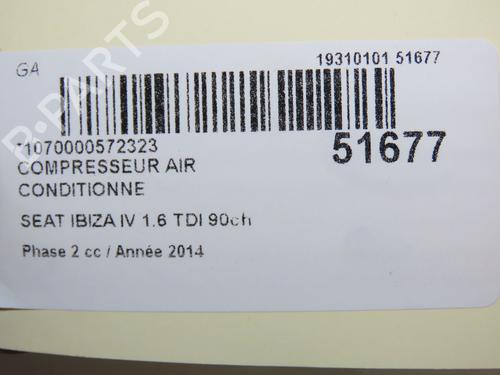 GA
19310101 51677
*1070000572323
51677
COMPRESSEUR AIR
CONDITIONNE
SEAT IBIZA IV 1.6 TDI 90ch
Phase 2 cc / Année 2014
B-PARTS